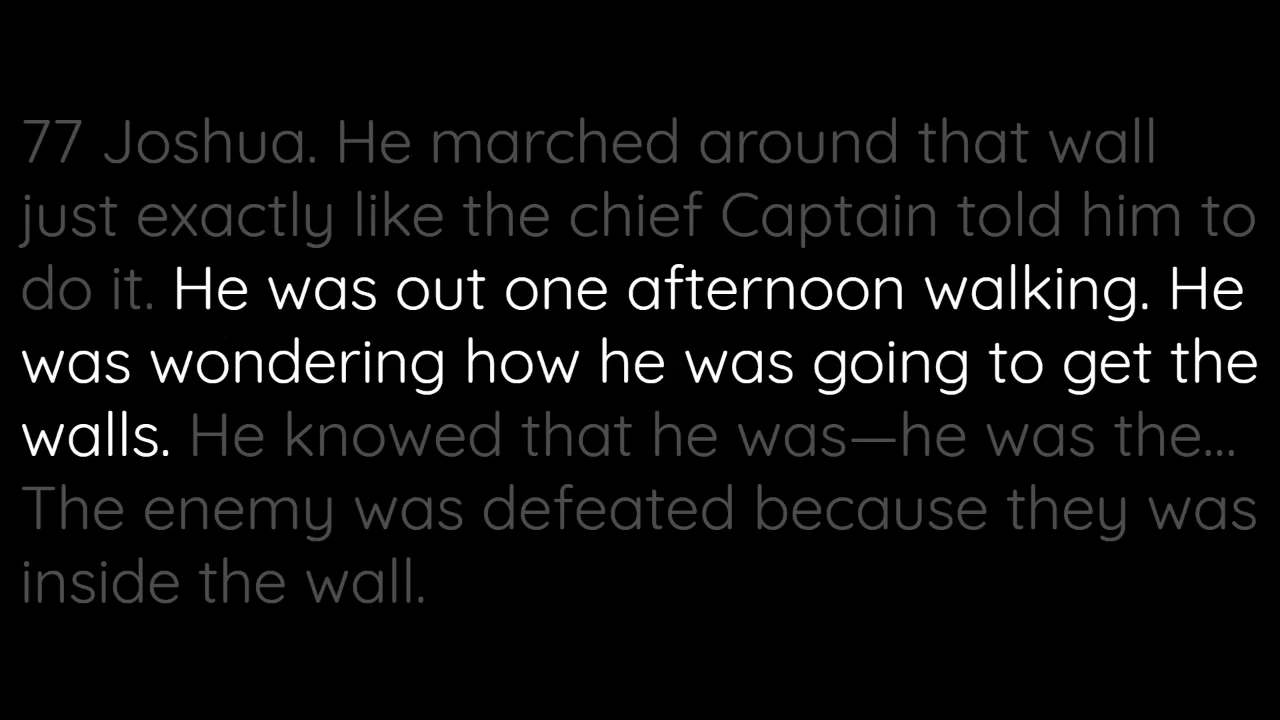 77 Joshua. He marched around that wall
just exactly like the chief Captain told him to
do it. He was out one afternoon walking. He
was wondering how he was going to get the
walls. He knowed that he was—he was the...
The enemy was defeated because they was
inside the wall.